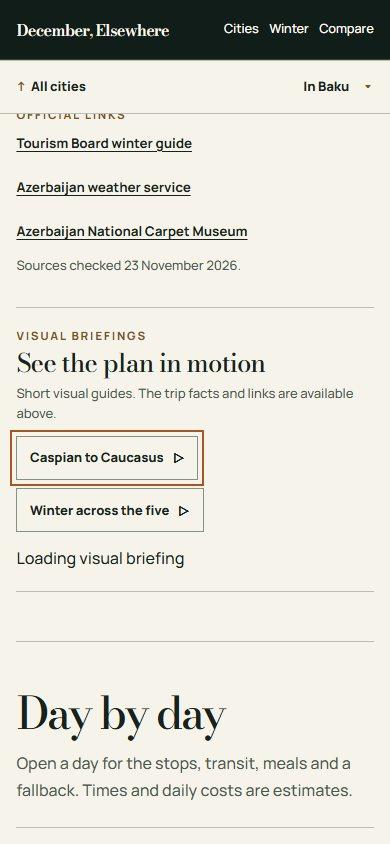 December, Elsewhere
Cities Winter Compare
↑ All cities
In Baku
OFFICIAL LINKS
Tourism Board winter guide
Azerbaijan weather service
Azerbaijan National Carpet Museum
Sources checked 23 November 2026.
VISUAL BRIEFINGS
See the plan in motion
Short visual guides. The trip facts and links are available
above.
Caspian to Caucasus
Winter across the five
Loading visual briefing
Day by day
Open a day for the stops, transit, meals and a
fallback. Times and daily costs are estimates.